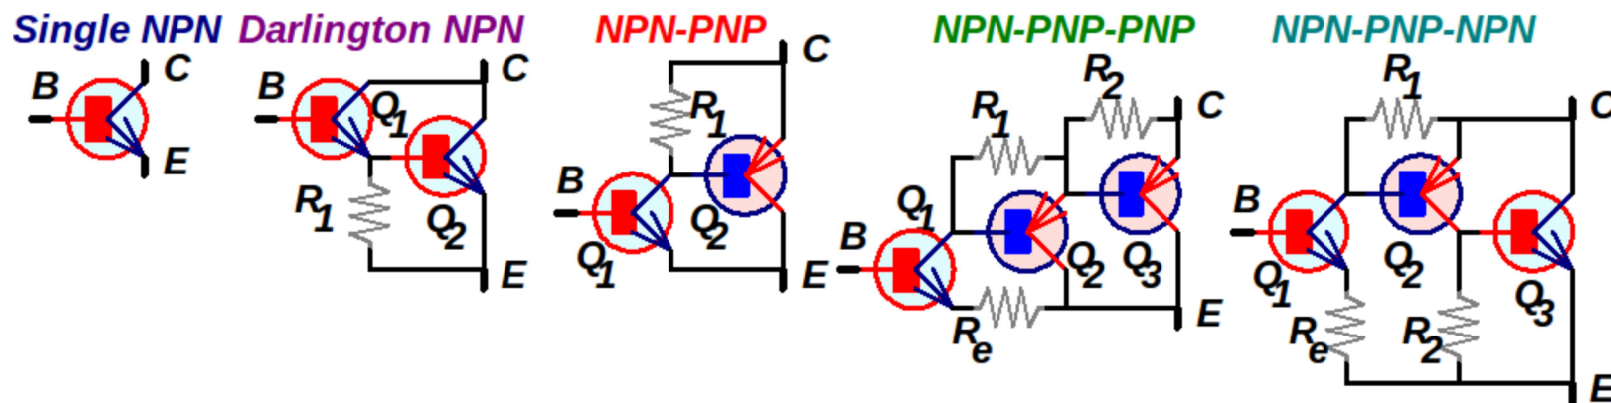 Single NPN
B
C
E
Darlington NPN
B
C
Q1
R1
Q2
E
NPN-PNP
C
R1
B
Q1
Q2
E
NPN-PNP-PNP
R2
R1
C
Q1
B
Q2
Q3
E
Re
NPN-PNP-NPN
R1
C
B
Q1
Q2
Q3
Re
R2
E